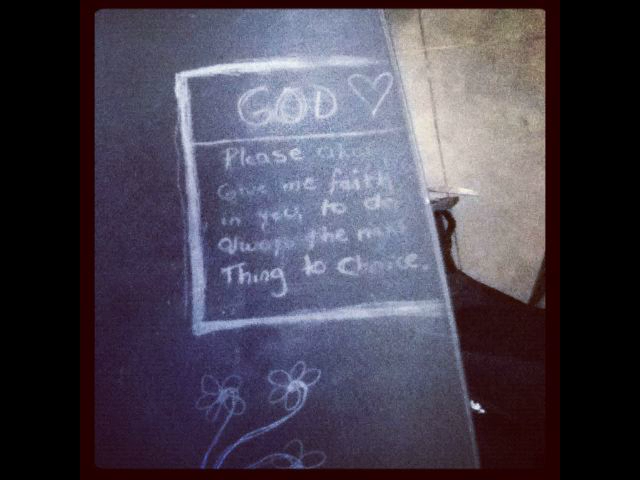 GOD
Please
Give me faith
in you to do
always the
Thing to Choice.